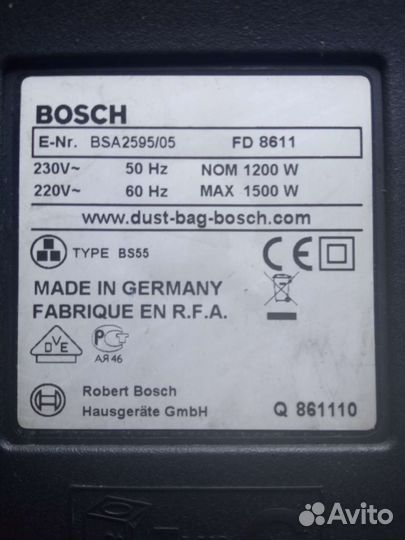 BOSCH
E-Nr. BSA2595/05 FD 8611
230V~ 50 Hz NOM 1200 W
220V~ 60 Hz MAX 1500 W
www.dust-bag-bosch.com
TYPE BS55
MADE IN GERMANY
FABRIQUE EN R.F.A.
DVE
АЯ46
Robert Bosch
Hausgeräte GmbH
Q 861110
Avito